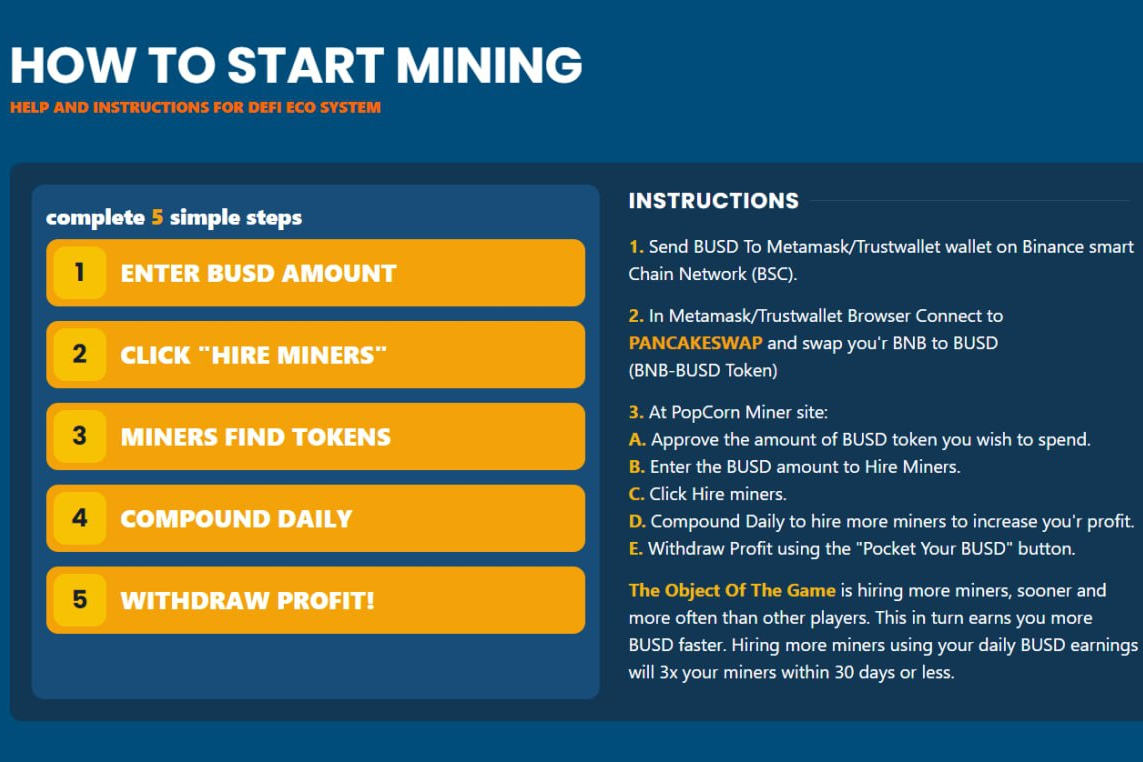 HOW TO START MINING
HELP AND INSTRUCTIONS FOR DEFI ECO SYSTEM
complete 5 simple steps
1 ENTER BUSD AMOUNT
2 CLICK "HIRE MINERS"
3 MINERS FIND TOKENS
4 COMPOUND DAILY
5 WITHDRAW PROFIT!
INSTRUCTIONS
1. Send BUSD To Metamask/Trustwallet wallet on Binance smart
Chain Network (BSC).
2. In Metamask/Trustwallet Browser Connect to
PANCAKESWAP and swap you'r BNB to BUSD
(BNB-BUSD Token)
3. At PopCorn Miner site:
A. Approve the amount of BUSD token you wish to spend.
B. Enter the BUSD amount to Hire Miners.
C. Click Hire miners.
D. Compound Daily to hire more miners to increase you'r profit.
E. Withdraw Profit using the "Pocket Your BUSD" button.
The Object Of The Game is hiring more miners, sooner and
more often than other players. This in turn earns you more
BUSD faster. Hiring more miners using your daily BUSD earnings
will 3x your miners within 30 days or less.